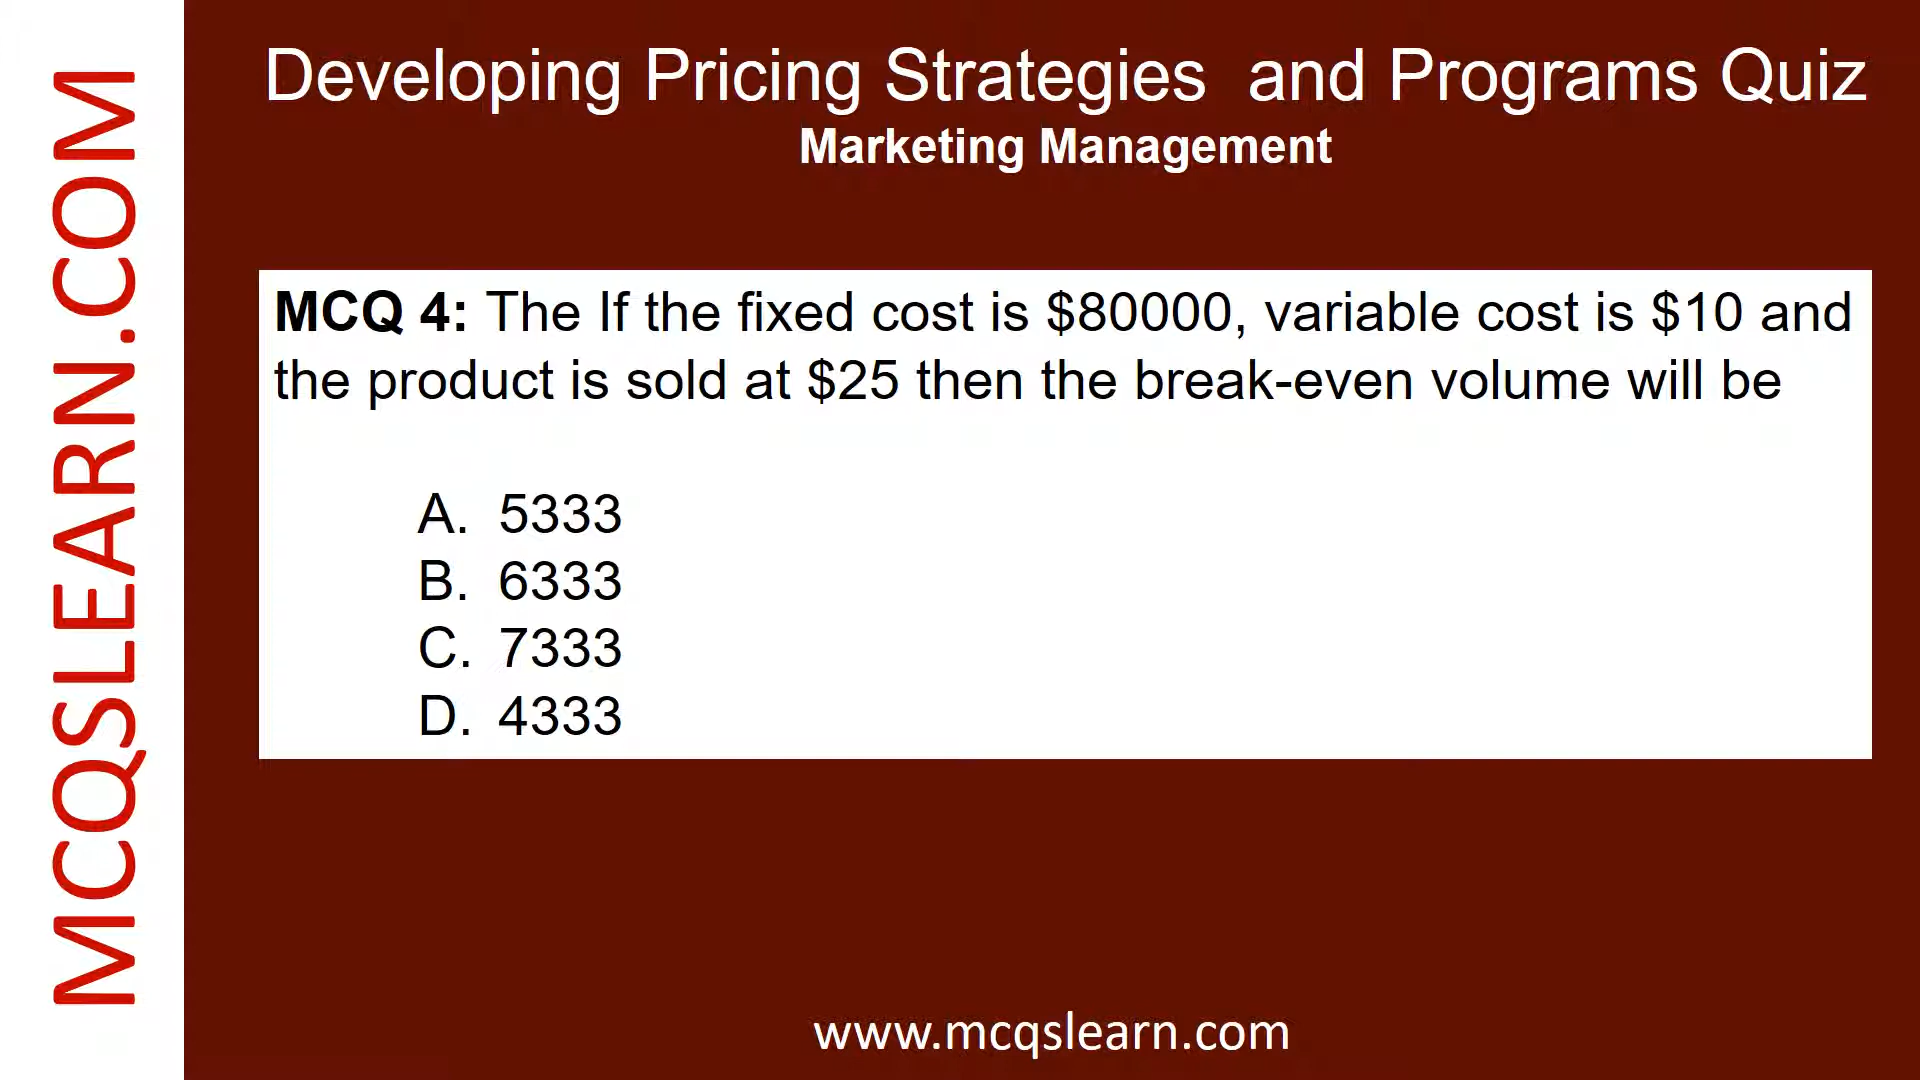 MCQSLEARN.COM
Developing Pricing Strategies and Programs Quiz
Marketing Management
MCQ 4: The If the fixed cost is $80000, variable cost is $10 and
the product is sold at $25 then the break-even volume will be
A. 5333
B. 6333
C. 7333
D. 4333
www.mcqslearn.com